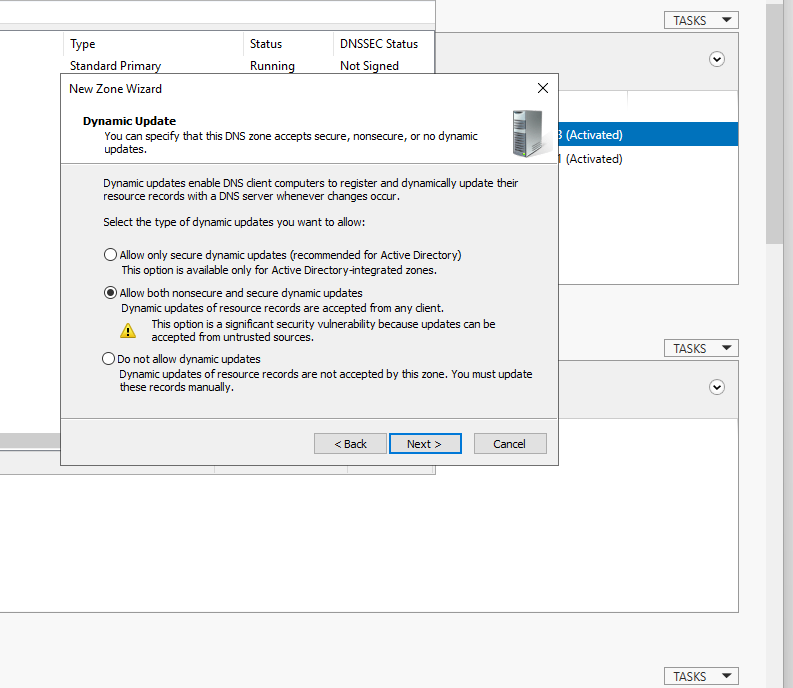 TASKS
Type Status DNSSEC Status
Standard Primary Running Not Signed
New Zone Wizard
Dynamic Update
You can specify that this DNS zone accepts secure, nonsecure, or no dynamic
updates.
3 (Activated)
1 (Activated)
Dynamic updates enable DNS client computers to register and dynamically update their
resource records with a DNS server whenever changes occur.
Select the type of dynamic updates you want to allow:
Allow only secure dynamic updates (recommended for Active Directory)
This option is available only for Active Directory-integrated zones.
Allow both nonsecure and secure dynamic updates
Dynamic updates of resource records are accepted from any client.
This option is a significant security vulnerability because updates can be
accepted from untrusted sources.
TASKS
Do not allow dynamic updates
Dynamic updates of resource records are not accepted by this zone. You must update
these records manually.
< Back Next > Cancel
TASKS